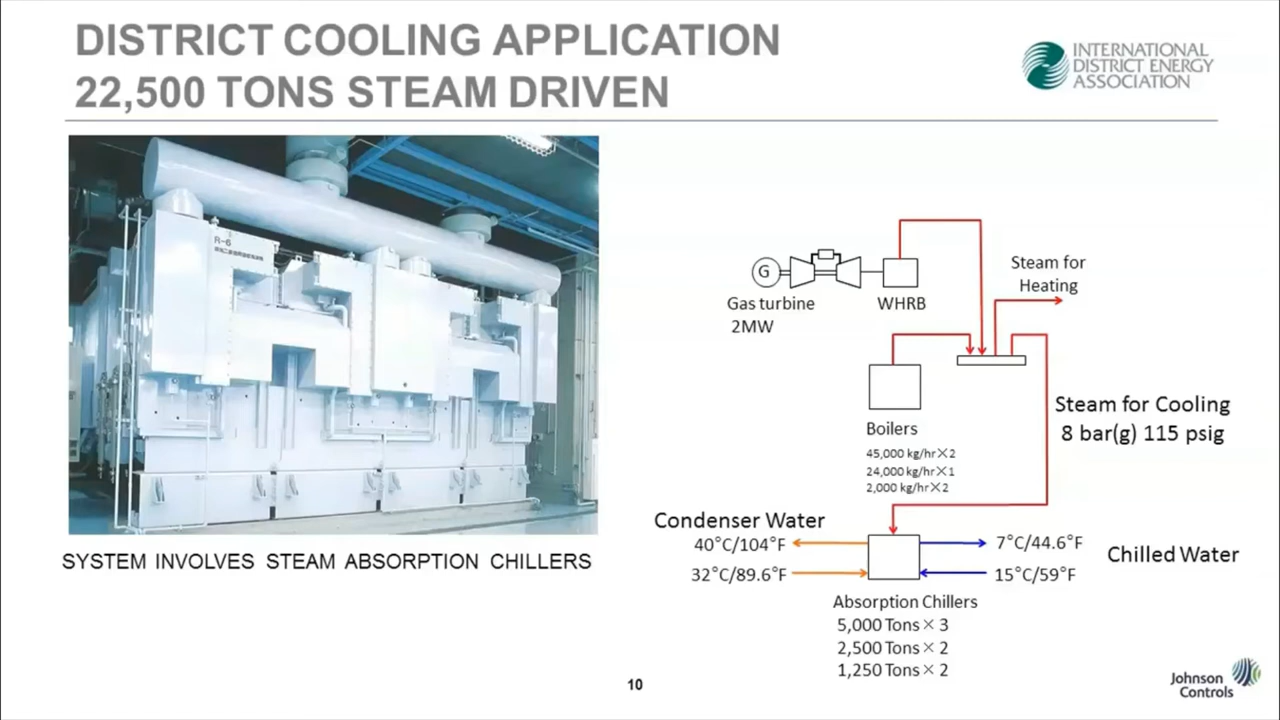 DISTRICT COOLING APPLICATION
22,500 TONS STEAM DRIVEN
INTERNATIONAL
DISTRICT ENERGY
ASSOCIATION
R-6
SYSTEM INVOLVES STEAM ABSORPTION CHILLERS
G
Gas turbine
2MW
WHRB
Steam for
Heating
Boilers
45,000 kg/hr×2
24,000 kg/hr×1
2,000 kg/hr×2
Steam for Cooling
8 bar(g) 115 psig
Condenser Water
40°C/104°F
32°C/89.6°F
7°C/44.6°F
15°C/59°F
Chilled Water
Absorption Chillers
5,000 Tons × 3
2,500 Tons × 2
1,250 Tons × 2
10
Johnson
Controls